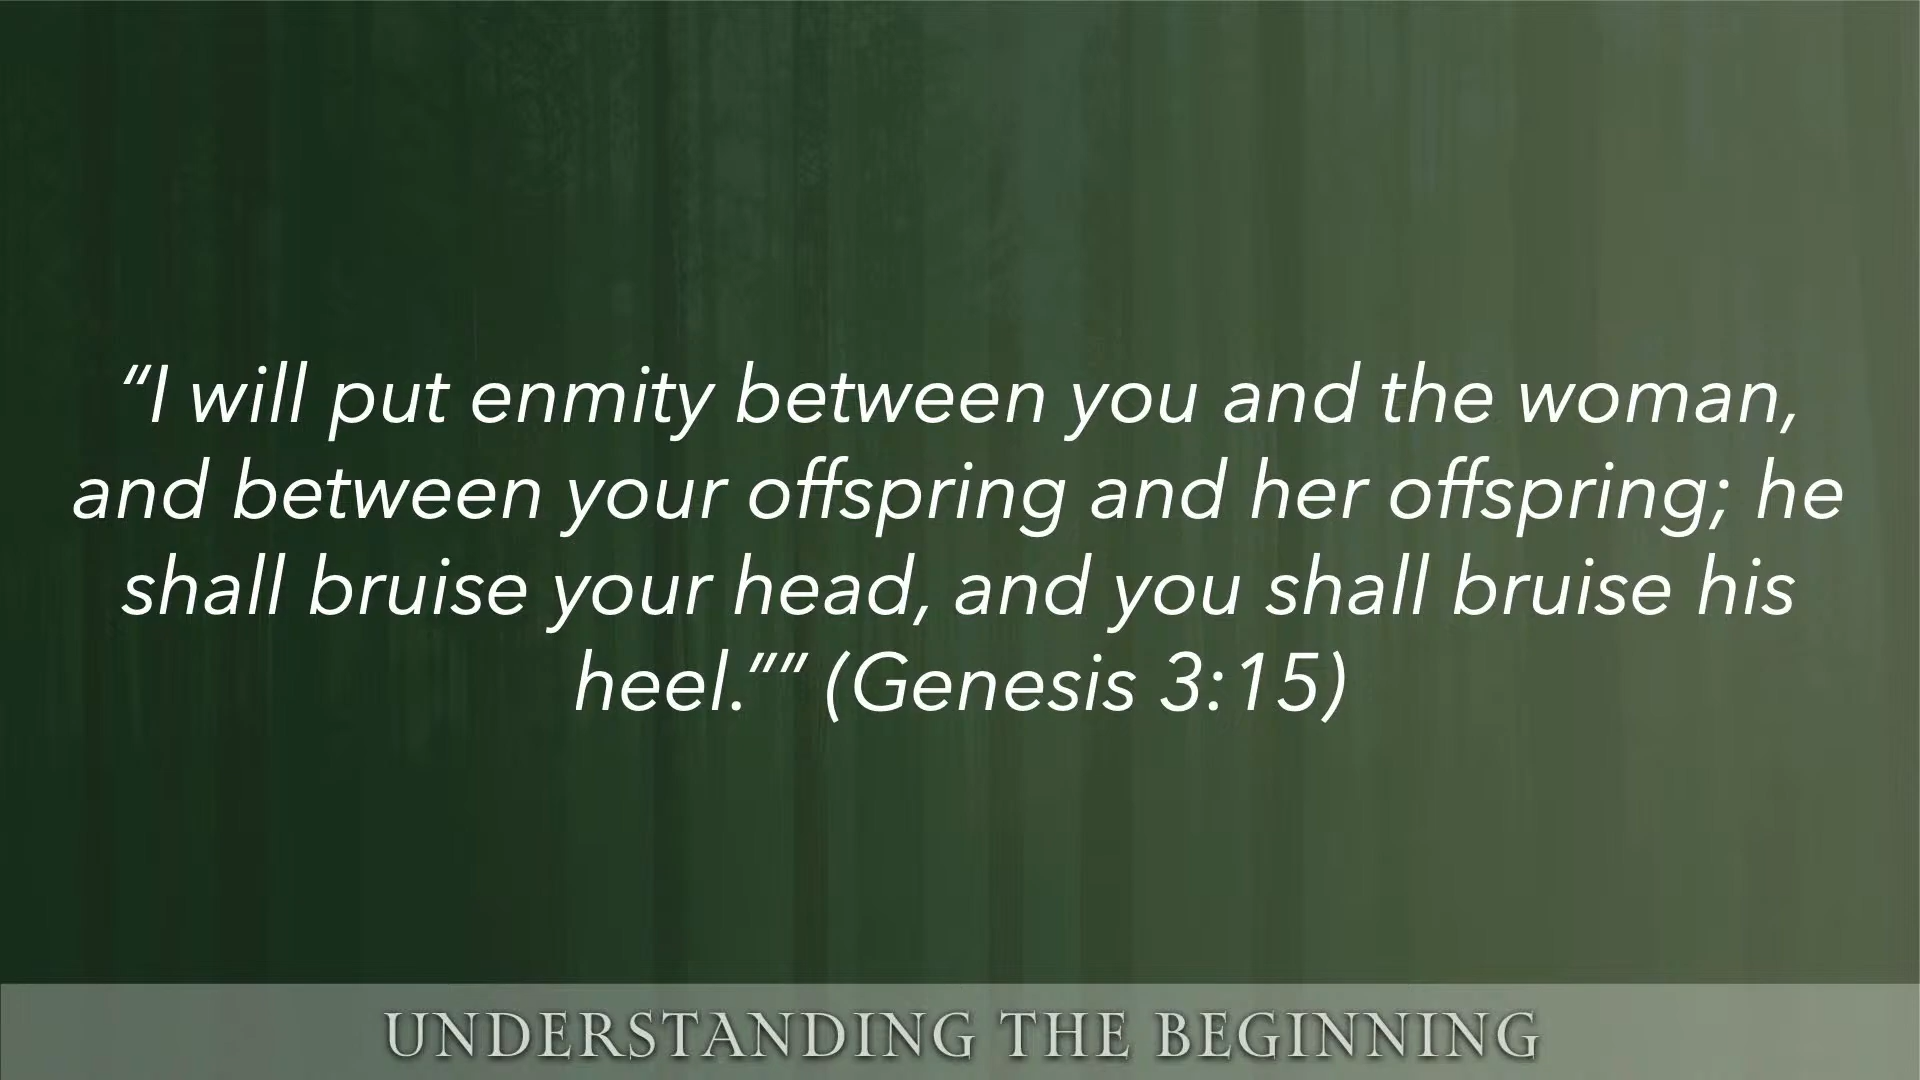 “I will put enmity between you and the woman,
and between your offspring and her offspring; he
shall bruise your head, and you shall bruise his
heel.”” (Genesis 3:15)
UNDERSTANDING THE BEGINNING